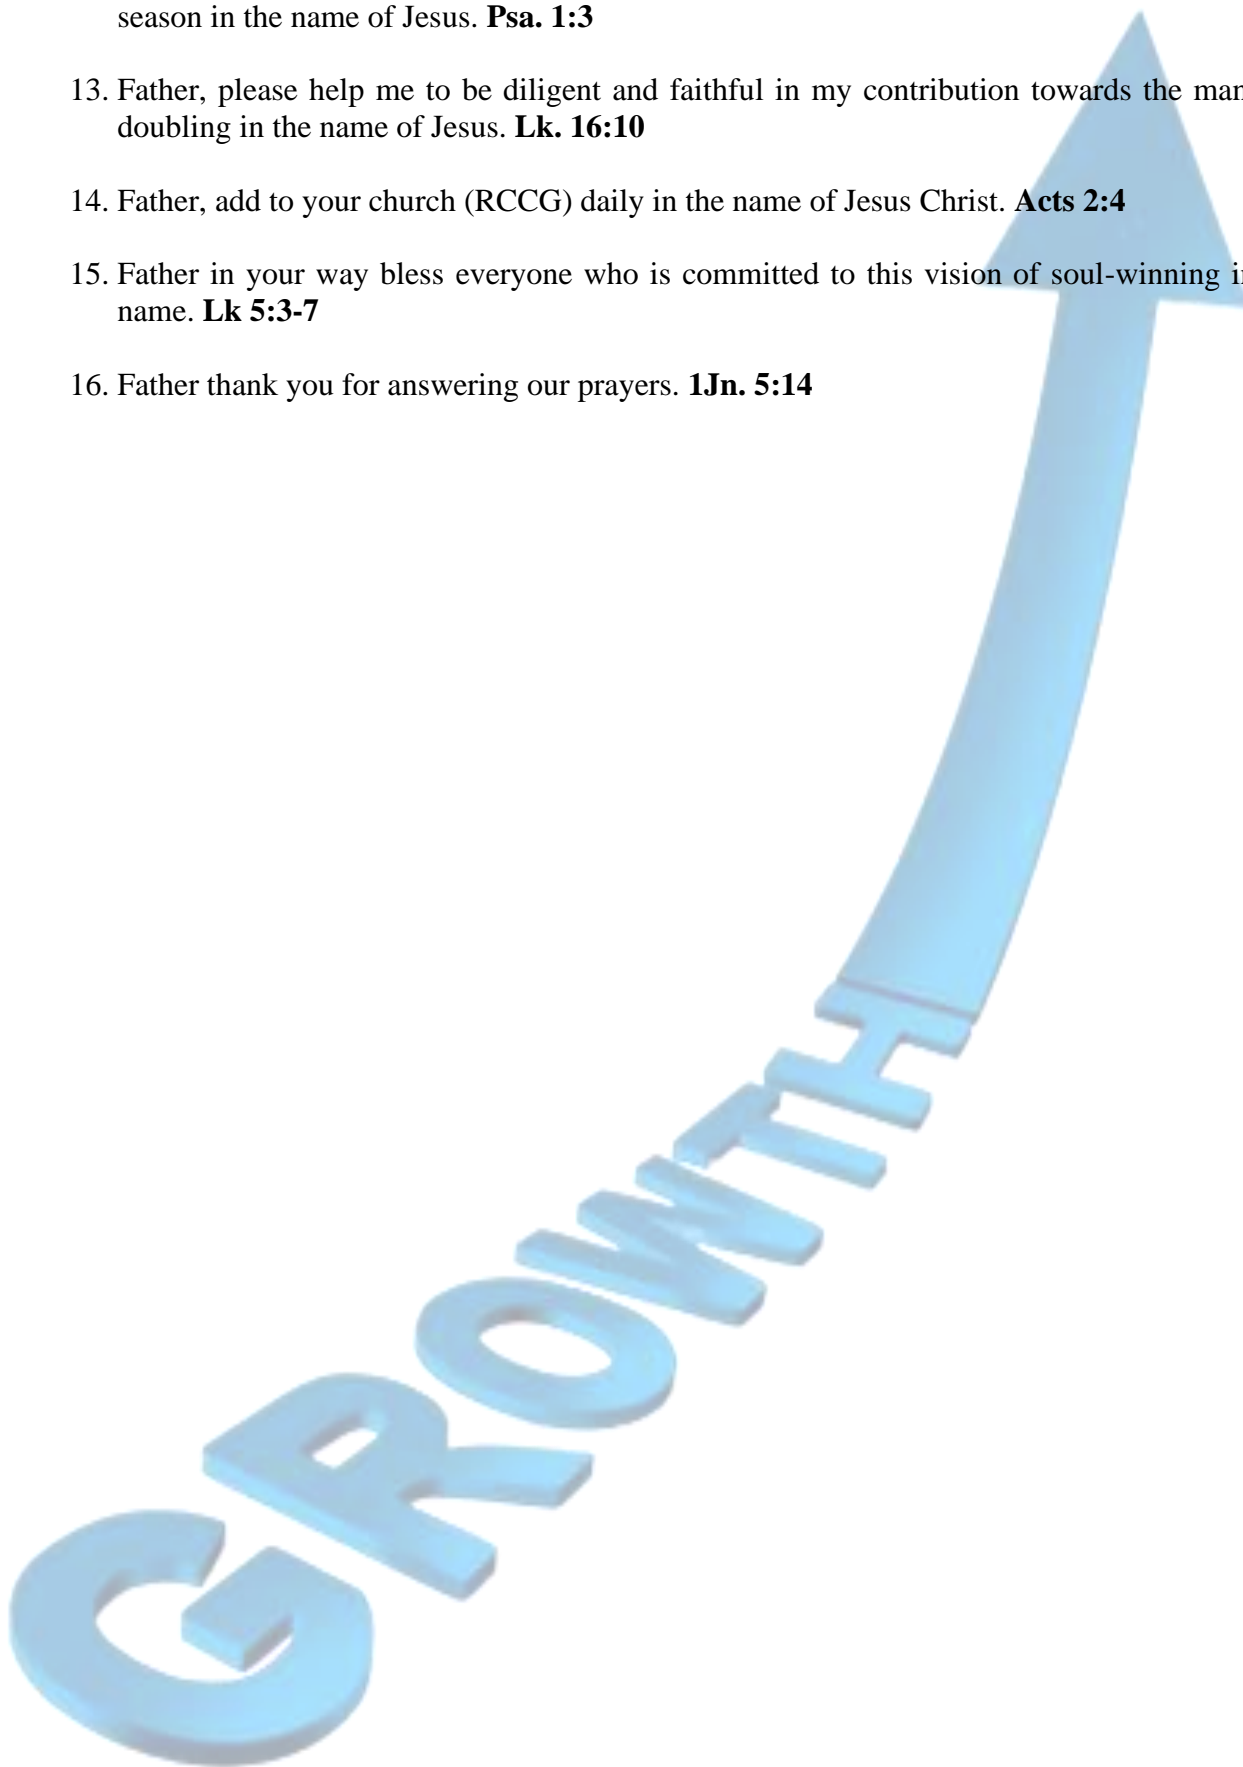 season in the name of Jesus. Psa. 1:3
13. Father, please help me to be diligent and faithful in my contribution towards the
doubling in the name of Jesus. Lk. 16:10
14. Father, add to your church (RCCG) daily in the name of Jesus Christ. Acts 2:4
15. Father in your way bless everyone who is committed to this vision of soul-winning
name. Lk 5:3-7
16. Father thank you for answering our prayers. 1Jn. 5:14
GROWTH